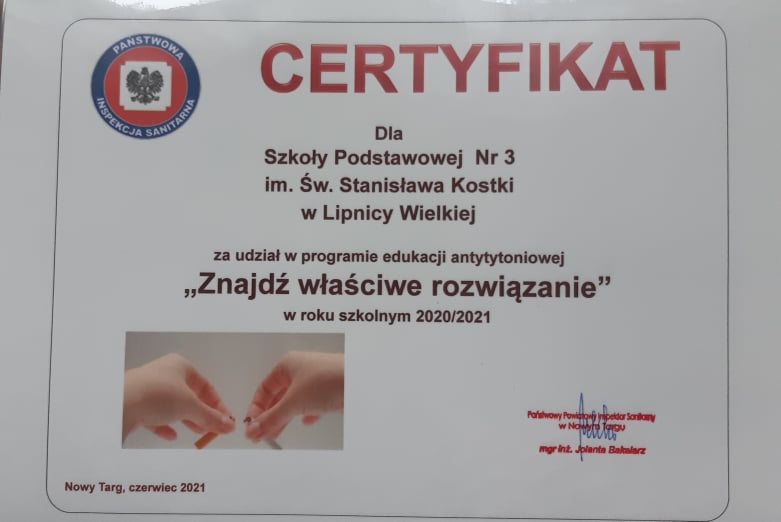 PAŃSTWOWA
INSPEKCJA SANITARNA
CERTYFIKAT
Dla
Szkoły Podstawowej Nr 3
im. Św. Stanisława Kostki
w Lipnicy Wielkiej
za udział w programie edukacji antytytoniowej
„Znajdź właściwe rozwiązanie”
w roku szkolnym 2020/2021
Państwowy Powiatowy Inspektor Sanitarny
w Nowym Targu
mgr inż. Jolanta Bakalarz
Nowy Targ, czerwiec 2021